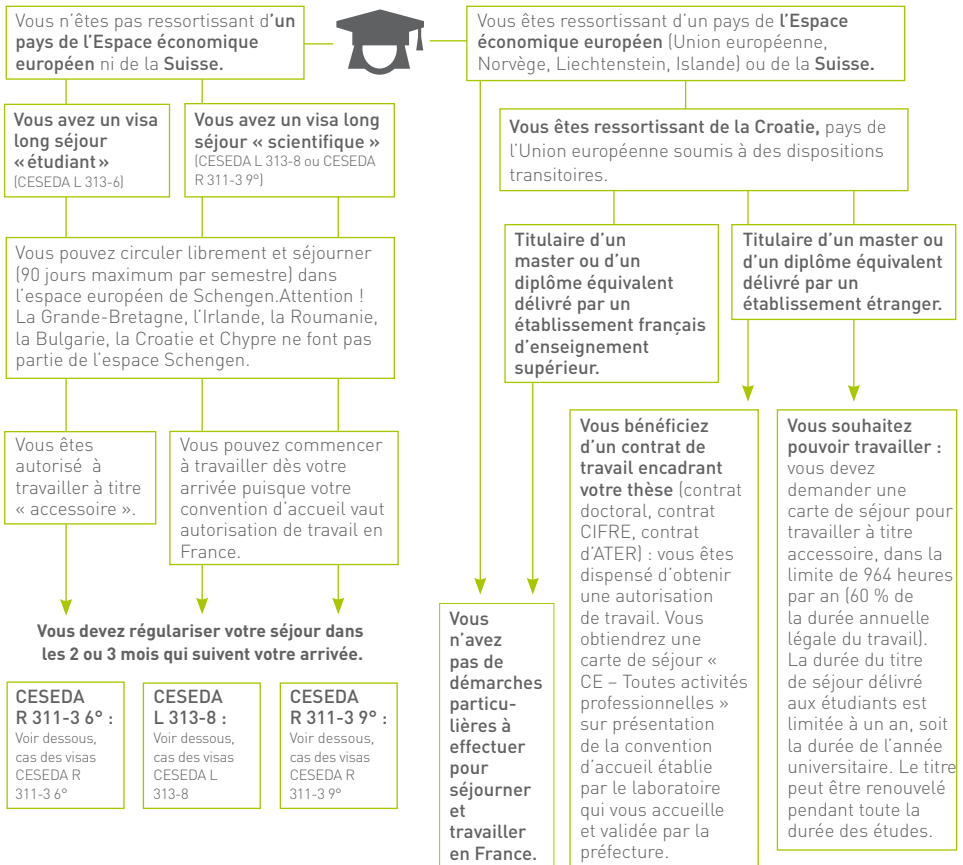 Vous n'êtes pas ressortissant d'un
pays de l'Espace économique
européen ni de la Suisse.
Vous avez un visa
long séjour
« étudiant »
(CESEDA L 313-6)
Vous avez un visa long
séjour « scientifique »
(CESEDA L 313-8 ou CESEDA
R 311-3 9°)
Vous pouvez circuler librement et séjourner
(90 jours maximum par semestre) dans
l'espace européen de Schengen.Attention !
La Grande-Bretagne, l'Irlande, la Roumanie,
la Bulgarie, la Croatie et Chypre ne font pas
partie de l'espace Schengen.
Vous êtes
autorisé à
travailler à titre
« accessoire ».
Vous pouvez commencer
à travailler dès votre
arrivée puisque votre
convention d'accueil vaut
autorisation de travail en
France.
Vous devez régulariser votre séjour dans
les 2 ou 3 mois qui suivent votre arrivée.
CESEDA
R 311-3 6° :
Voir dessous,
cas des visas
CESEDA R
311-3 6°
CESEDA
L 313-8 :
Voir dessous,
cas des visas
CESEDA L
313-8
CESEDA
R 311-3 9° :
Voir dessous,
cas des visas
CESEDA R
311-3 9°
Vous êtes ressortissant d'un pays de l'Espace
économique européen (Union européenne,
Norvège, Liechtenstein, Islande) ou de la Suisse.
Vous êtes ressortissant de la Croatie, pays de
l'Union européenne soumis à des dispositions
transitoires.
Titulaire d'un
master ou d'un
diplôme équivalent
délivré par un
établissement français
d'enseignement
supérieur.
Titulaire d'un master ou
d'un diplôme équivalent
délivré par un
établissement étranger.
Vous
n'avez
pas de
démarches
particu-
lières à
effectuer
pour
séjourner
et
travailler
en France.
Vous bénéficiez
d'un contrat de
travail encadrant
votre thèse (contrat
doctoral, contrat
CIFRE, contrat
d'ATER) : vous êtes
dispensé d'obtenir
une autorisation
de travail. Vous
obtiendrez une
carte de séjour «
CE – Toutes activités
professionnelles »
sur présentation
de la convention
d'accueil établie
par le laboratoire
qui vous accueille
et validée par la
préfecture.
Vous souhaitez
pouvoir travailler :
vous devez
demander une
carte de séjour pour
travailler à titre
accessoire, dans la
limite de 964 heures
par an (60 % de
la durée annuelle
légale du travail).
La durée du titre
de séjour délivré
aux étudiants est
limitée à un an, soit
la durée de l'année
universitaire. Le titre
peut être renouvelé
pendant toute la
durée des études.